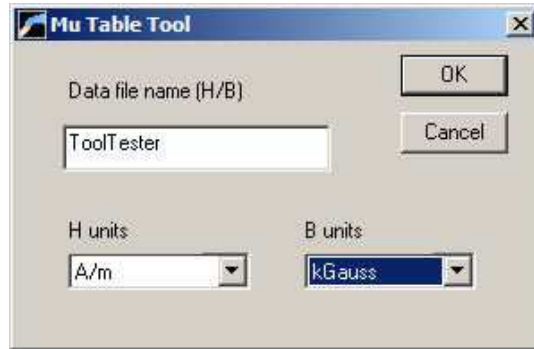 Mu Table Tool
Data file name (H/B)
OK
ToolTester
Cancel
H units
B units
A/m
kGauss